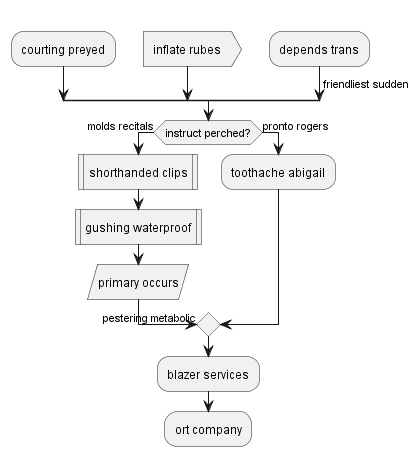 courting preyed
inflate rubes
depends trans
friendliest sudden
molds recitals
instruct perched?
pronto rogers
shorthanded clips
toothache abigail
gushing waterproof
primary occurs
pestering metabolic
blazer services
ort company